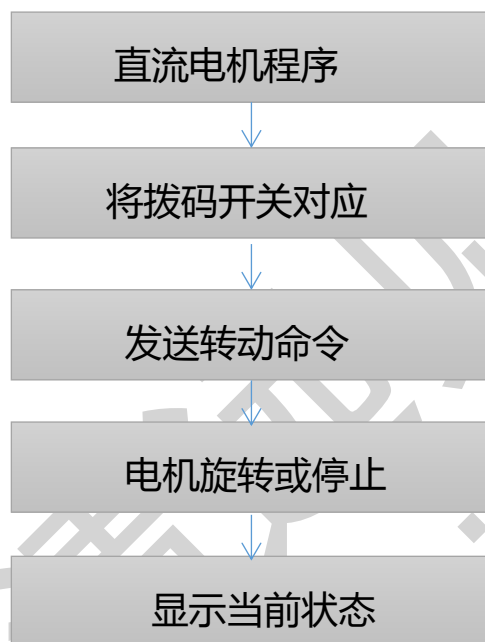 直流电机程序
将拨码开关对应
发送转动命令
电机旋转或停止
显示当前状态